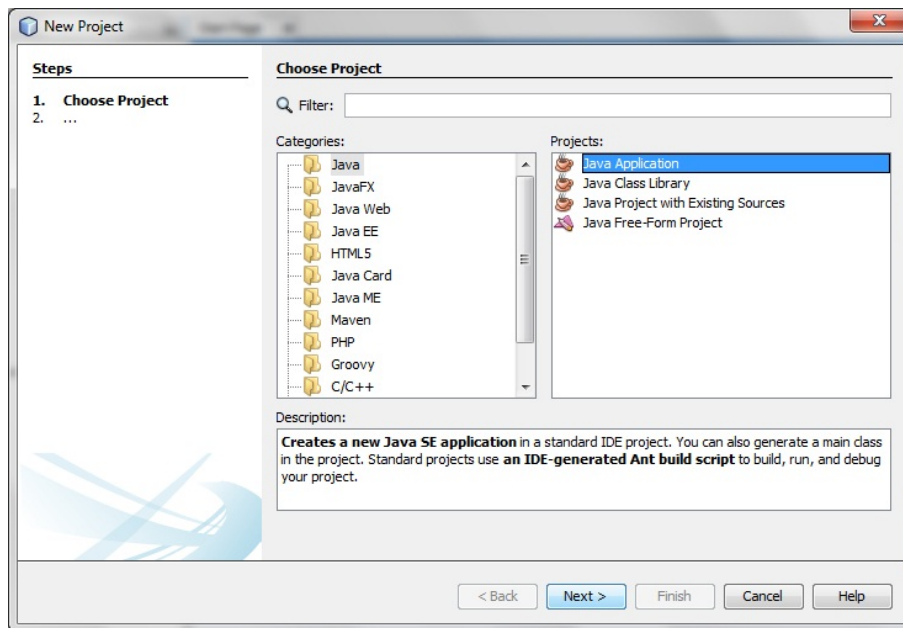 New Project
Steps
1. Choose Project
2. ...
Choose Project
Filter:
Categories:
Java
JavaFX
Java Web
Java EE
HTML5
Java Card
Java ME
Maven
PHP
Groovy
C/C++
Projects:
Java Application
Java Class Library
Java Project with Existing Sources
Java Free-Form Project
Description:
Creates a new Java SE application in a standard IDE project. You can also generate a main class
in the project. Standard projects use an IDE-generated Ant build script to build, run, and debug
your project.
< Back
Next >
Finish
Cancel
Help